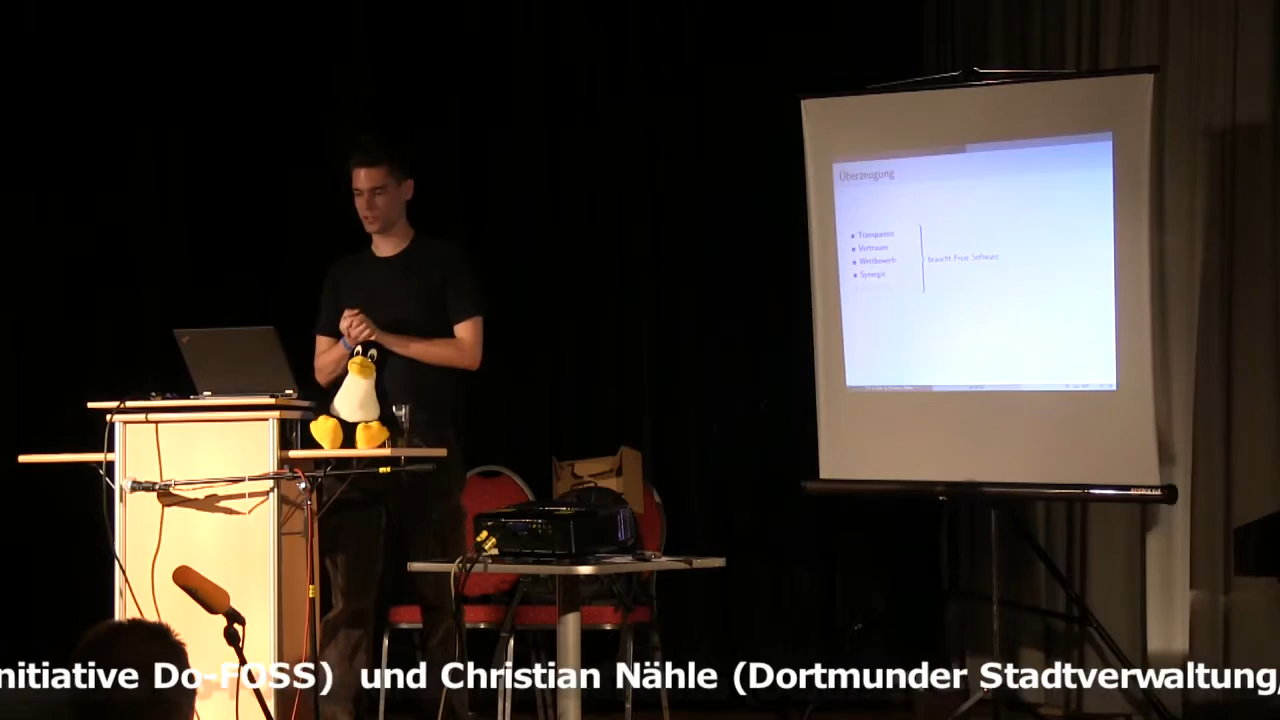 Überzeugung
Transparenz
Vertrauen
Wettbewerb
Synergie
braucht Freie Software
nitiative Do-FOSS)  und Christian Nähle (Dortmunder Stadtverwaltung,